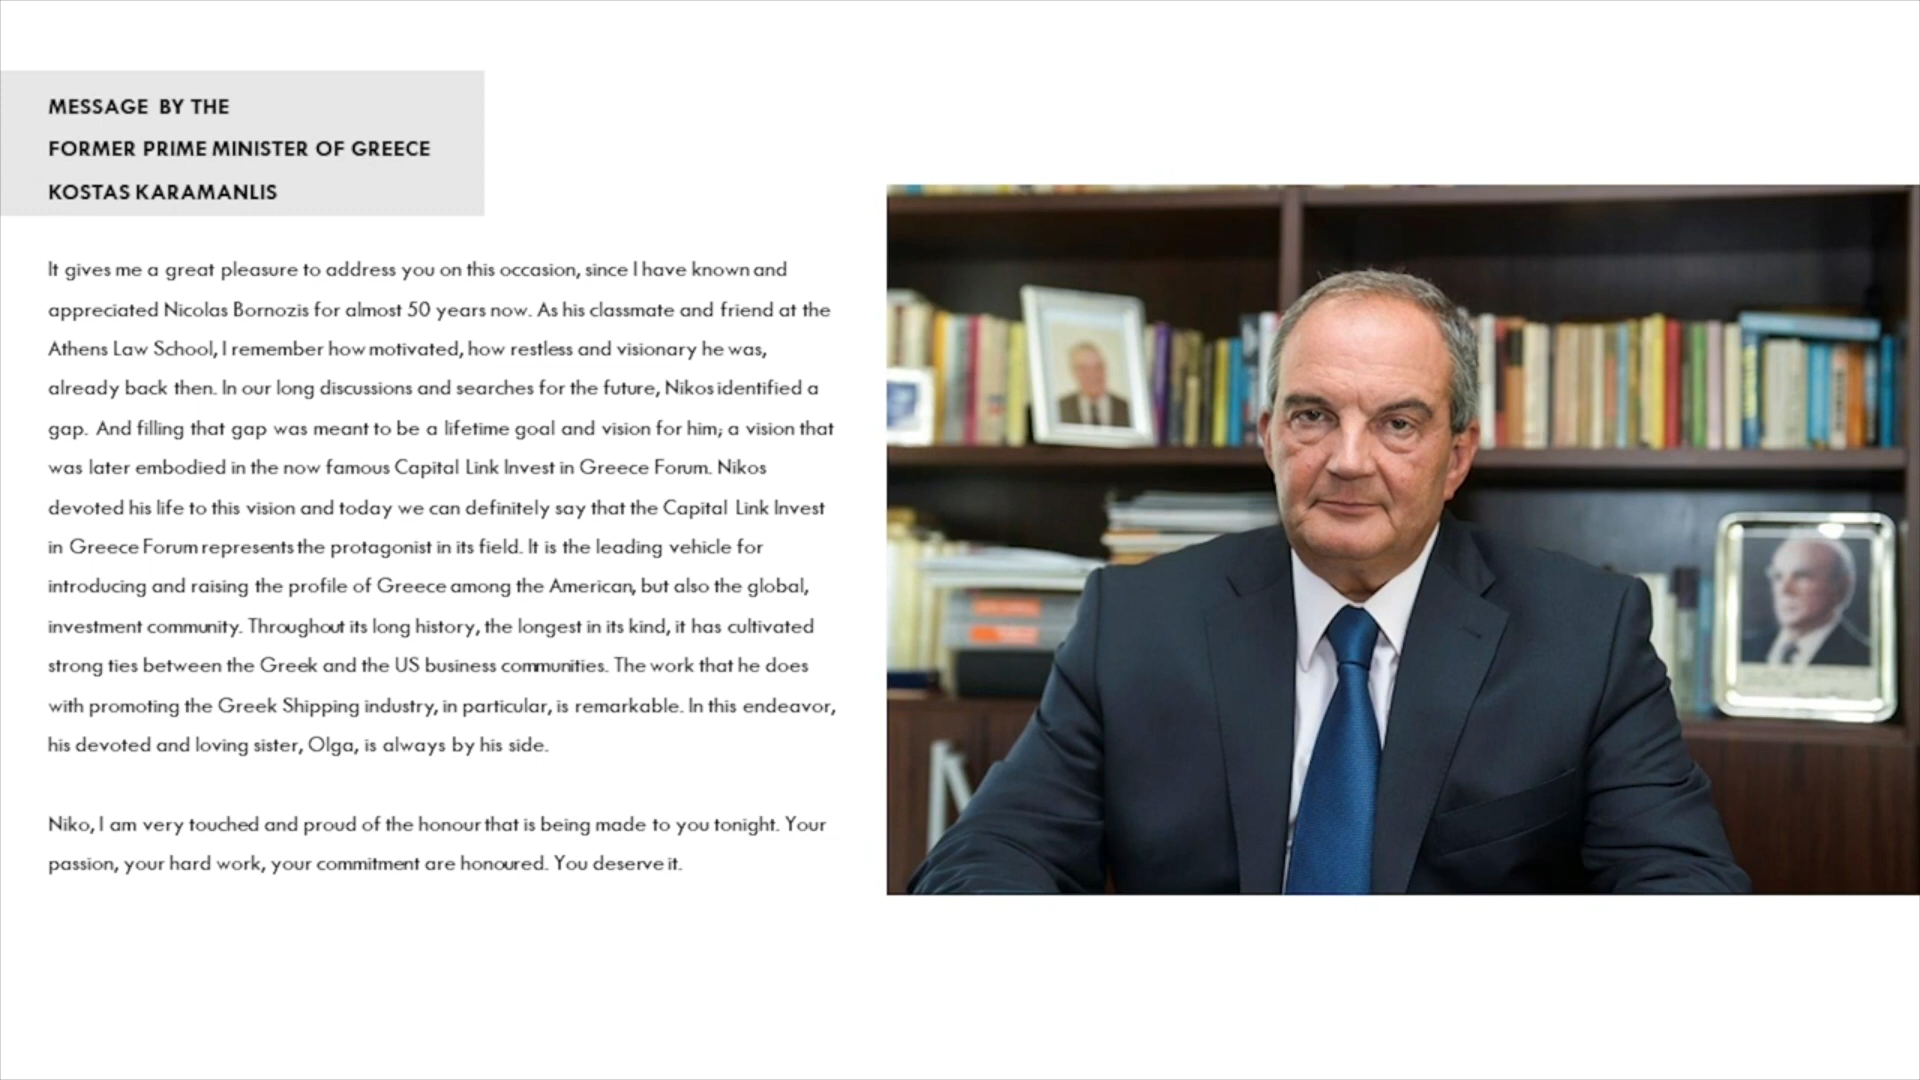 MESSAGE BY THE
FORMER PRIME MINISTER OF GREECE
KOSTAS KARAMANLIS
It gives me a great pleasure to address you on this occasion, since I have known and
appreciated Nicolas Bornozis for almost 50 years now. As his classmate and friend at the
Athens Law School, I remember how motivated, how restless and visionary he was,
already back then. In our long discussions and searches for the future, Nikos identified a
gap. And filling that gap was meant to be a lifetime goal and vision for him; a vision that
was later embodied in the now famous Capital Link Invest in Greece Forum. Nikos
devoted his life to this vision and today we can definitely say that the Capital Link Invest
in Greece Forum represents the protagonist in its field. It is the leading vehicle for
introducing and raising the profile of Greece among the American, but also the global,
investment community. Throughout its long history, the longest in its kind, it has cultivated
strong ties between the Greek and the US business communities. The work that he does
with promoting the Greek Shipping industry, in particular, is remarkable. In this endeavor,
his devoted and loving sister, Olga, is always by his side.
Niko, I am very touched and proud of the honour that is being made to you tonight. Your
passion, your hard work, your commitment are honoured. You deserve it.